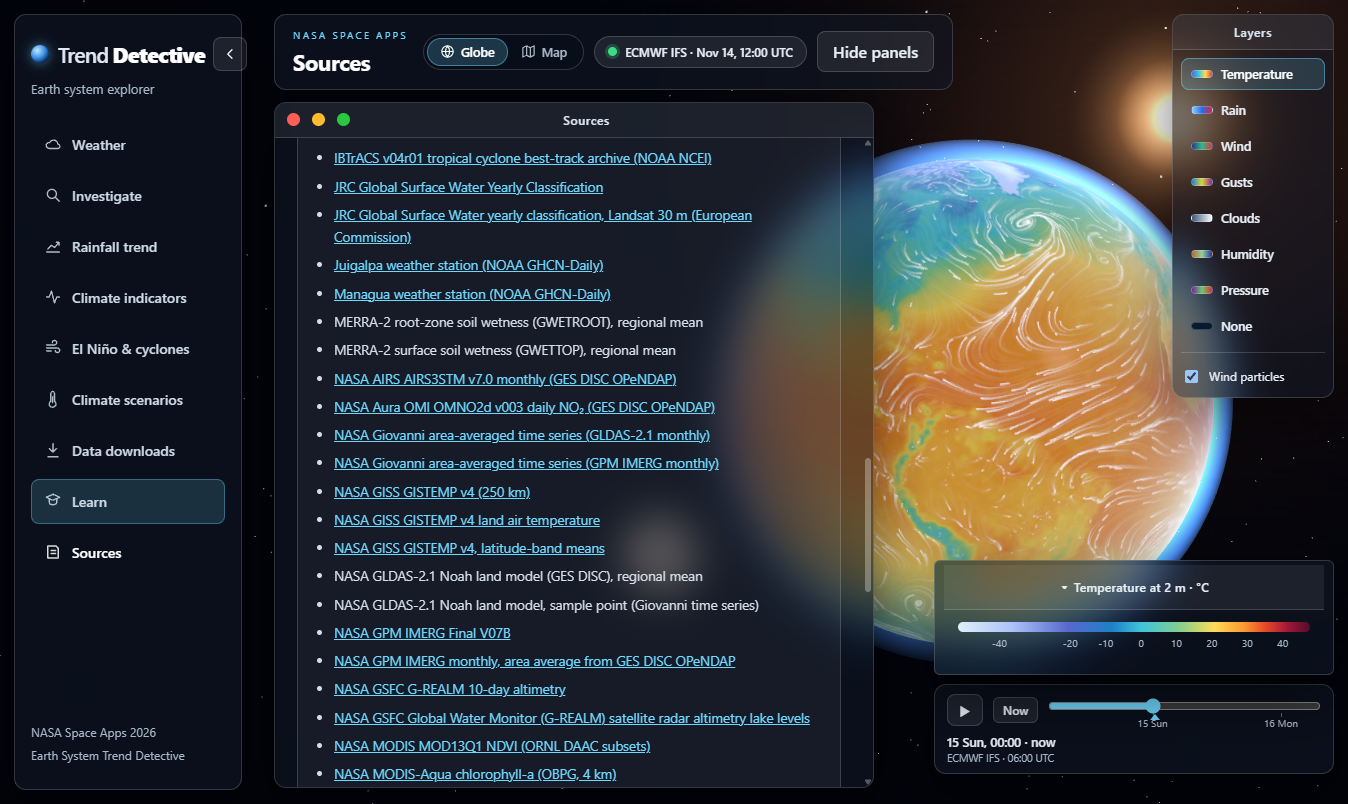 Trend Detective
Earth system explorer
Weather
Investigate
Rainfall trend
Climate indicators
El Niño & cyclones
Climate scenarios
Data downloads
Learn
Sources
NASA Space Apps 2026
Earth System Trend Detective
NASA SPACE APPS
Sources
Globe
Map
ECMWF IFS · Nov 14, 12:00 UTC
Hide panels
Sources
IBTrACS v04r01 tropical cyclone best-track archive (NOAA NCEI)
JRC Global Surface Water Yearly Classification
JRC Global Surface Water yearly classification, Landsat 30 m (European
Commission)
Juigalpa weather station (NOAA GHCN-Daily)
Managua weather station (NOAA GHCN-Daily)
MERRA-2 root-zone soil wetness (GWETROOT), regional mean
MERRA-2 surface soil wetness (GWETTOP), regional mean
NASA AIRS AIRS3STM v7.0 monthly (GES DISC OPeNDAP)
NASA Aura OMI OMNO2d v003 daily NO₂ (GES DISC OPeNDAP)
NASA Giovanni area-averaged time series (GLDAS-2.1 monthly)
NASA Giovanni area-averaged time series (GPM IMERG monthly)
NASA GISS GISTEMP v4 (250 km)
NASA GISS GISTEMP v4 land air temperature
NASA GISS GISTEMP v4, latitude-band means
NASA GLDAS-2.1 Noah land model (GES DISC), regional mean
NASA GLDAS-2.1 Noah land model, sample point (Giovanni time series)
NASA GPM IMERG Final V07B
NASA GPM IMERG monthly, area average from GES DISC OPeNDAP
NASA GSFC G-REALM 10-day altimetry
NASA GSFC Global Water Monitor (G-REALM) satellite radar altimetry lake levels
NASA MODIS MOD13Q1 NDVI (ORNL DAAC subsets)
NASA MODIS-Aqua chlorophyll-a (OBPG, 4 km)
Layers
Temperature
Rain
Wind
Gusts
Clouds
Humidity
Pressure
None
Wind particles
Temperature at 2 m · °C
-40 -20 -10 0 10 20 30 40
Now
15 Sun 16 Mon
15 Sun, 00:00 · now
ECMWF IFS · 06:00 UTC